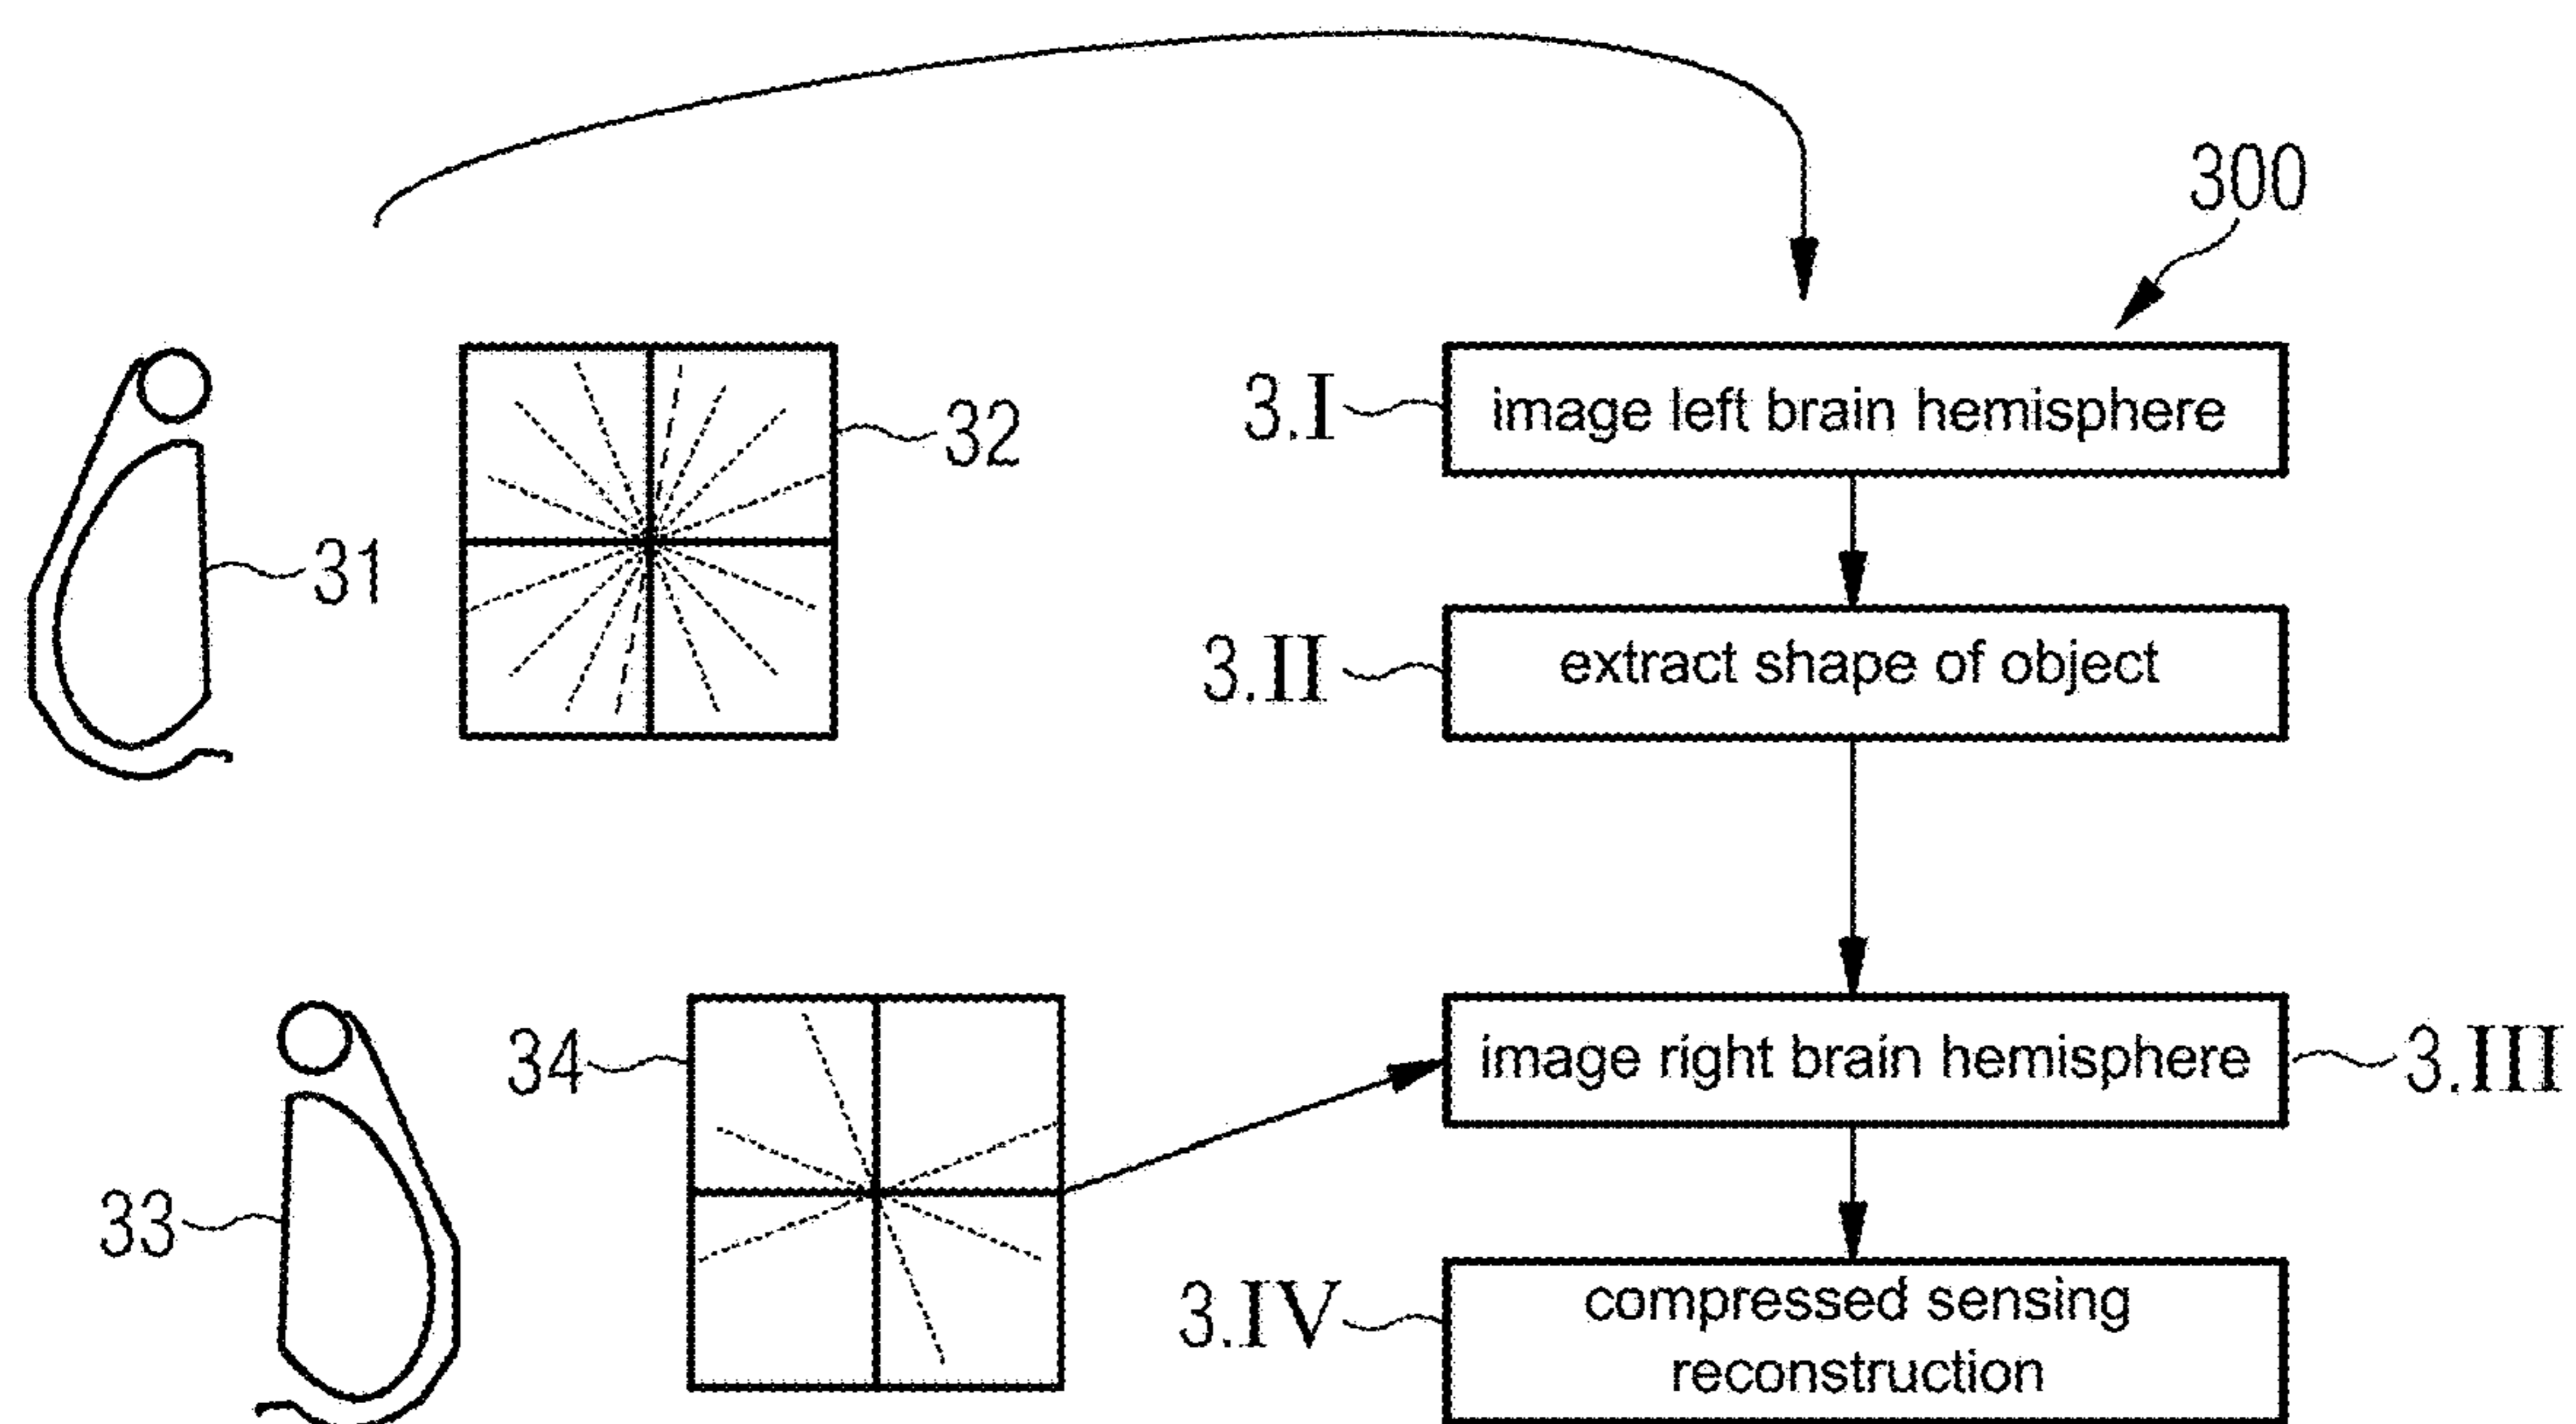 300
3.I
image left brain hemisphere
32
31
3.II
extract shape of object
34
image right brain hemisphere
3.III
33
3.IV
compressed sensing
reconstruction